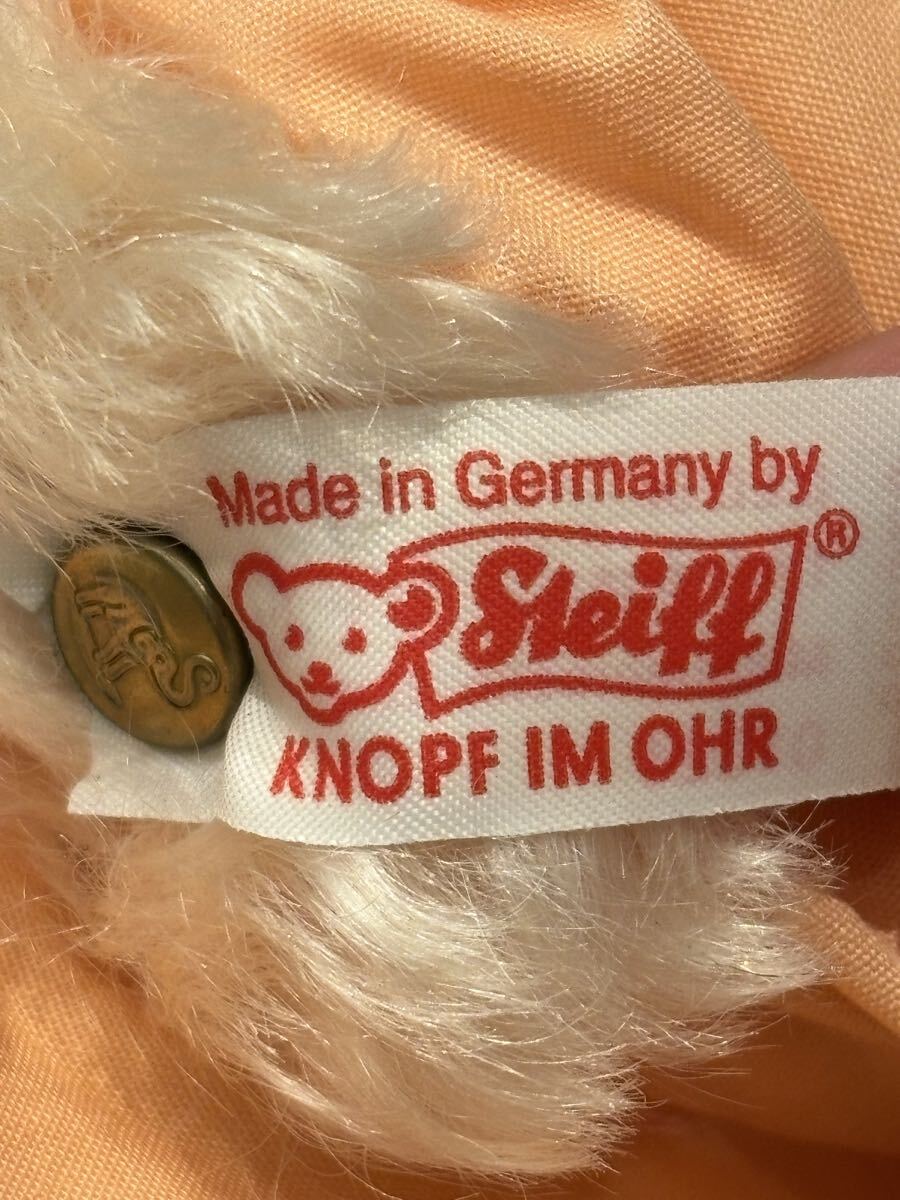 Made in Germany by
Steiff®
KNOPF IM OHR